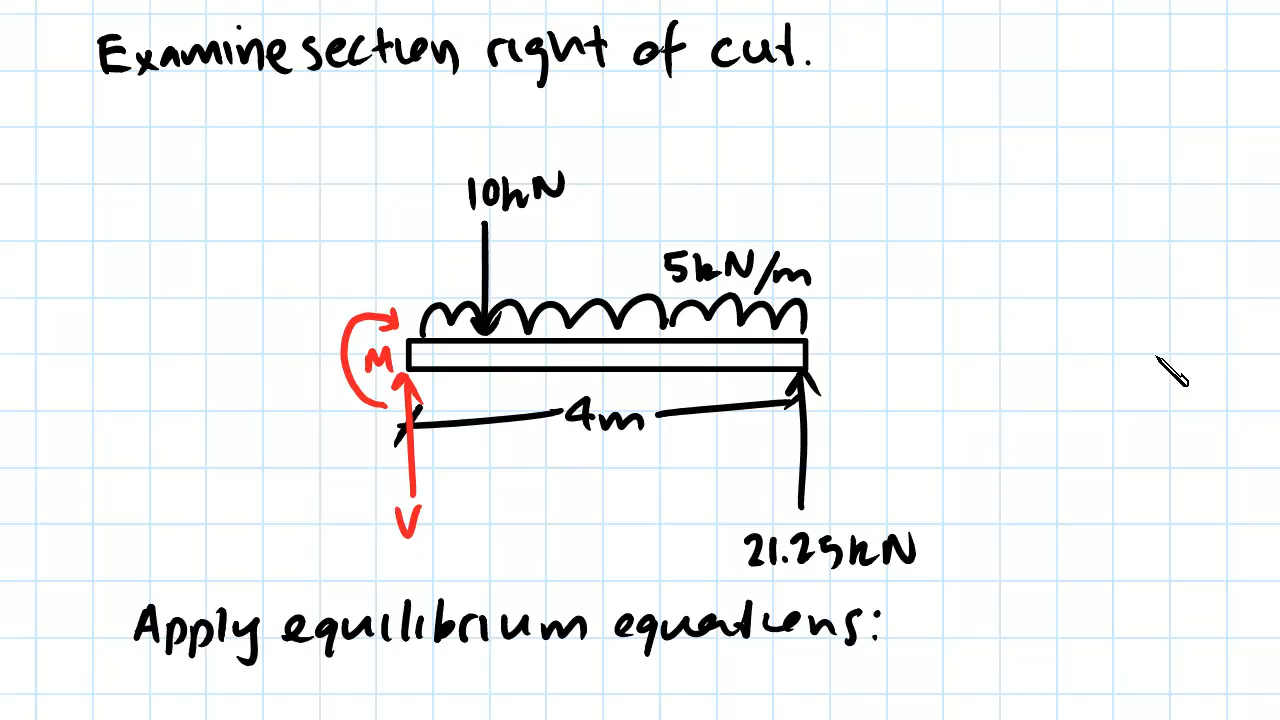 Examine section right of cut.
10kN
5kN/m
M
4m
V
21.25kN
Apply equilibrium equations: